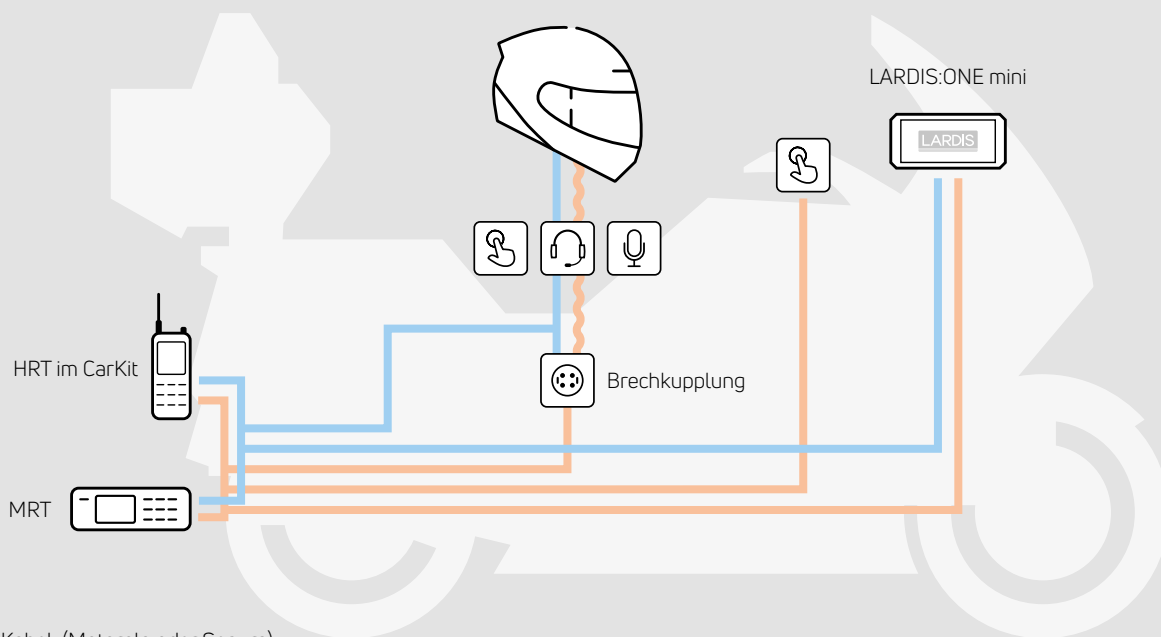 LARDIS:ONE mini
LARDIS
HRT im CarKit
Brechkupplung
MRT